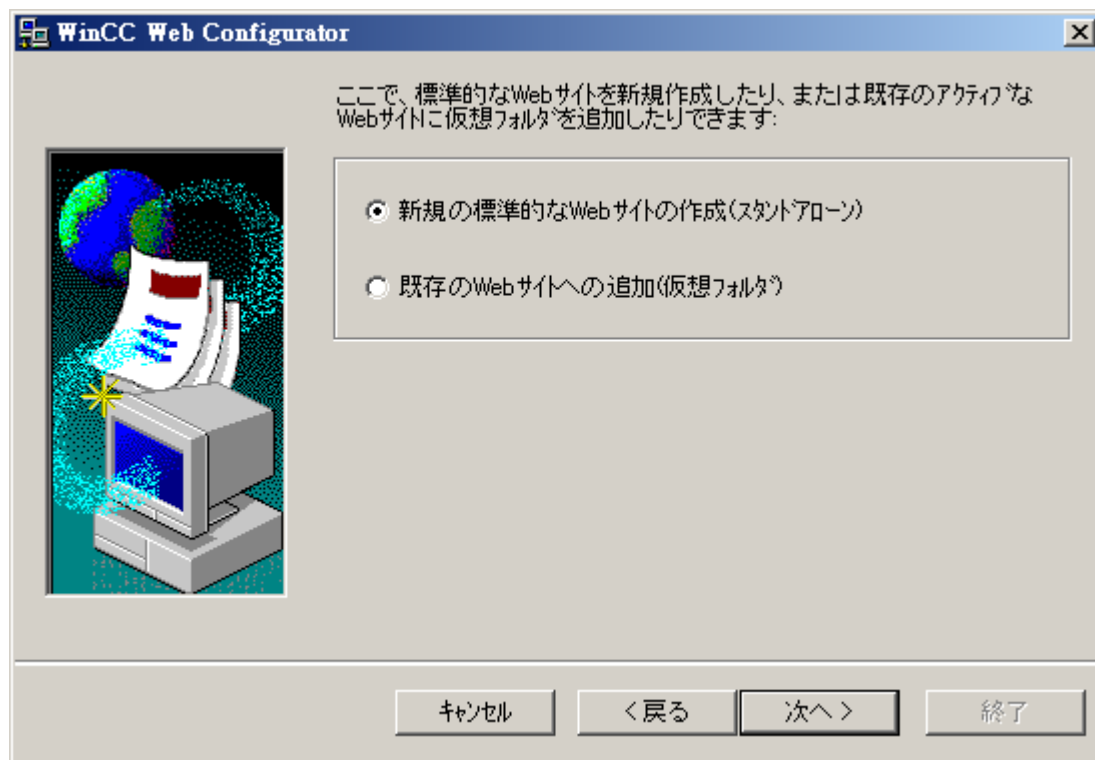 WinCC Web Configurator
ここで、標準的なWebサイトを新規作成したり、または既存のｱｸﾃｨﾌﾞな
Webサイトに仮想ﾌｫﾙﾀﾞを追加したりできます:
新規の標準的なWebサイトの作成(ｽﾀﾝﾄﾞｱﾛｰﾝ)
既存のWebサイトへの追加(仮想ﾌｫﾙﾀﾞ)
ｷｬﾝｾﾙ
<戻る
次へ>
終了